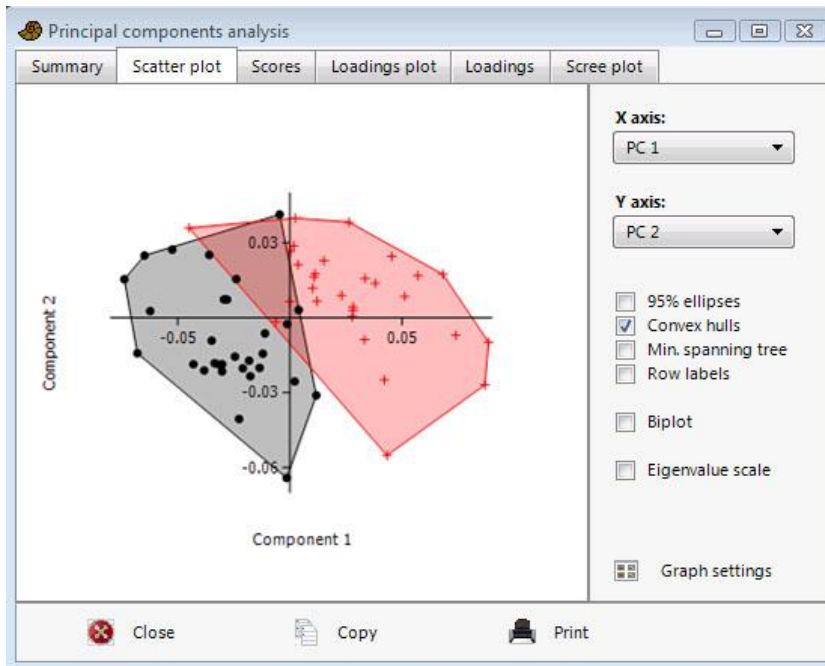 Principal components analysis
Summary Scatter plot Scores Loadings plot Loadings Scree plot
X axis:
PC 1
Y axis:
PC 2
95% ellipses
Convex hulls
Min. spanning tree
Row labels
Biplot
Eigenvalue scale
Graph settings
Component 2
0.03
-0.05 0.05
-0.03
-0.06
Component 1
Close Copy Print